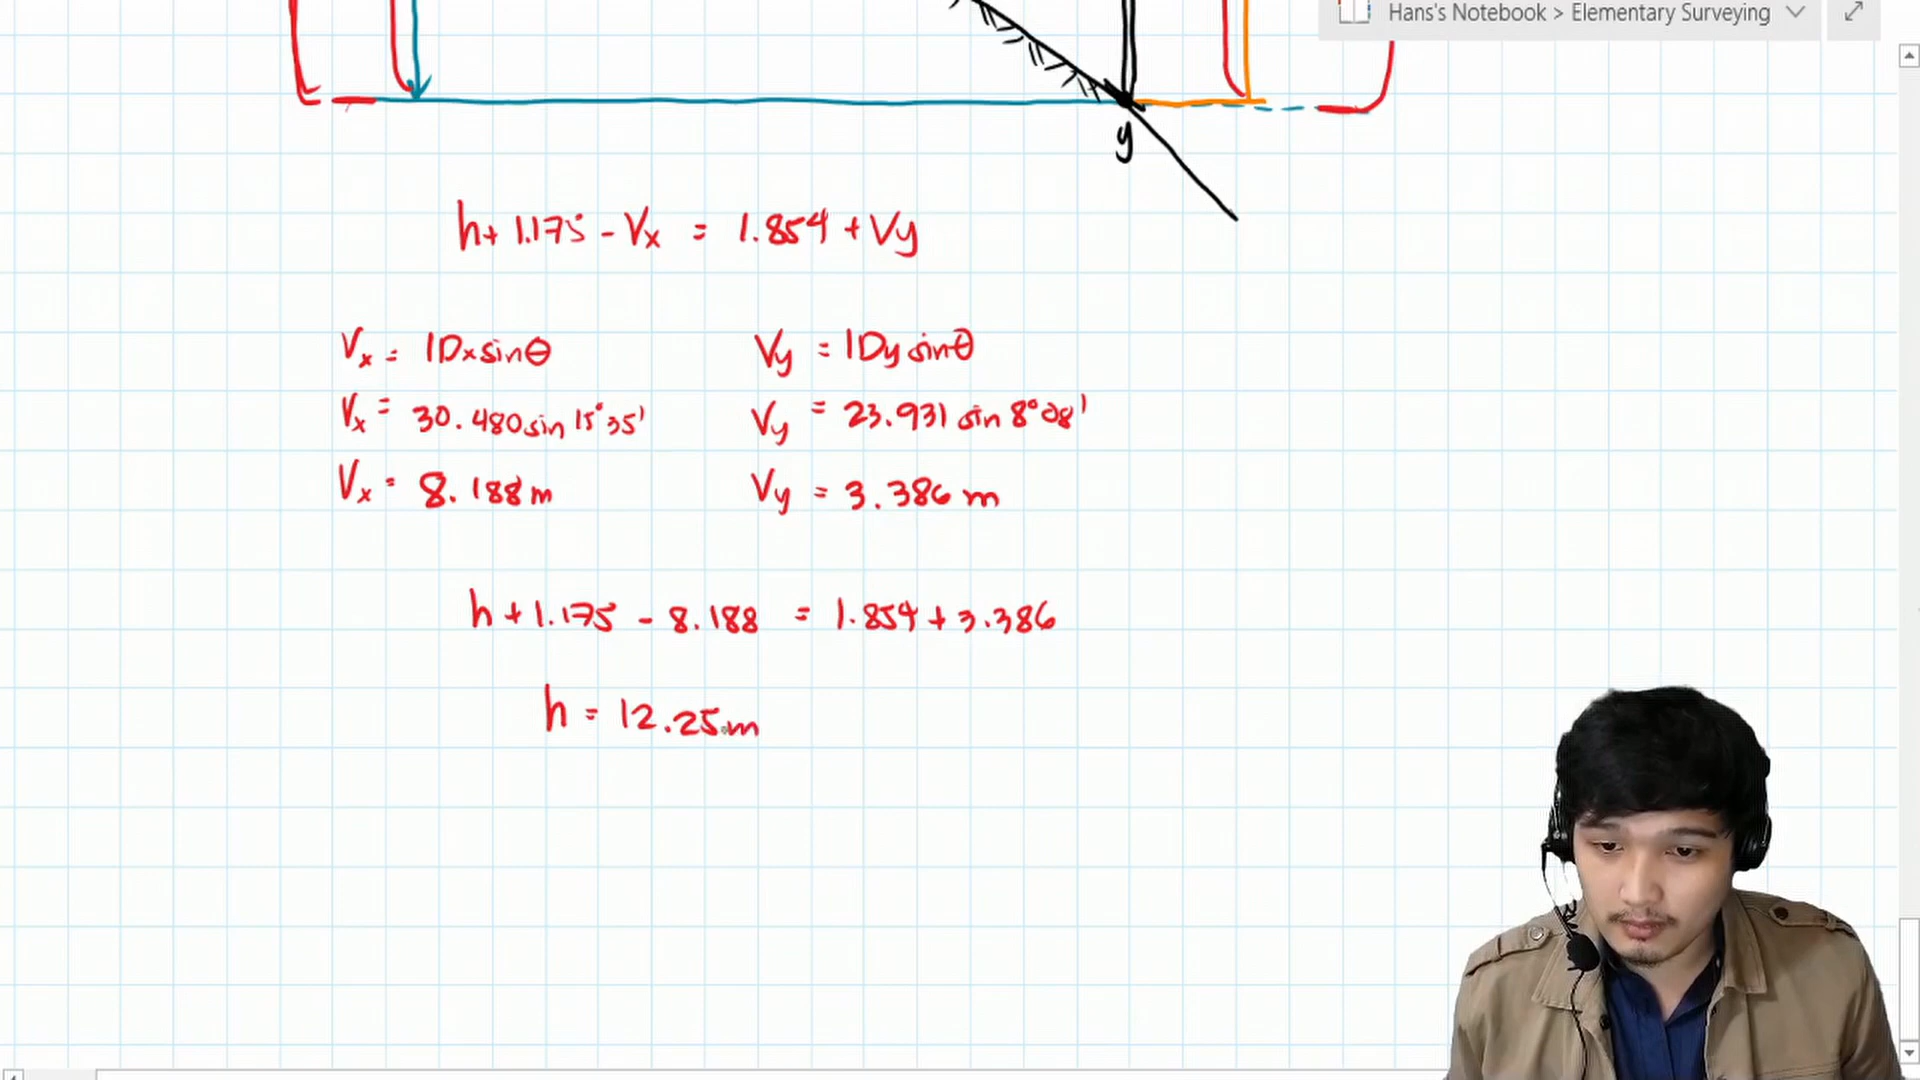 Hans's Notebook > Elementary Surveying
y
h + 1.175 - Vx = 1.854 + Vy
Vx = IDx sinθ
Vy = IDy sinθ
Vx = 30.480 sin 15°35'
Vy = 23.931 sin 8°08'
Vx = 8.188 m
Vy = 3.386 m
h + 1.175 - 8.188 = 1.854 + 3.386
h = 12.25 m